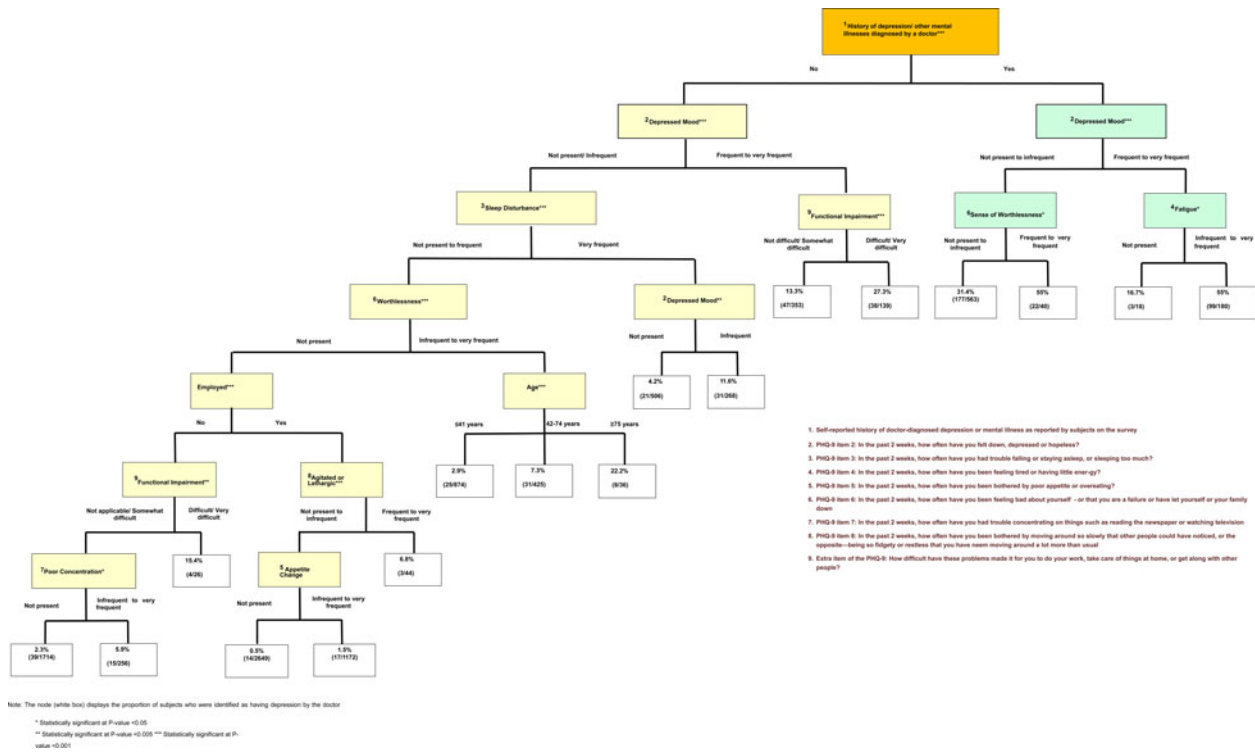 1 History of depression/ other mental
illnesses diagnosed by a doctor***
No
Yes
2 Depressed Mood***
2 Depressed Mood***
Not present/ Infrequent
Frequent to very frequent
Not present to infrequent
Frequent to very frequent
3 Sleep Disturbance***
9
Functional Impairment***
6 Sense of Worthlessness*
4 Fatigue*
Not present to frequent
Very frequent
Not difficult/ Somewhat
difficult
Difficult/ Very
difficult
Not present to
infrequent
Frequent to very
frequent
Not present
Infrequent to very
frequent
6 Worthlessness***
2 Depressed Mood**
13.3%
(47/353)
27.3%
(38/139)
31.4%
(177/563)
55%
(22/40)
16.7%
(3/18)
55%
(99/180)
Not present
Infrequent to very frequent
Not present
Infrequent
Employed***
Age***
4.2%
(21/506)
11.6%
(31/268)
No
Yes
≤41 years
42-74 years
≥75 years
9 Functional Impairment**
8 Agitated or
Lethargic***
2.9%
(25/874)
7.3%
(31/425)
22.2%
(8/36)
Not applicable/ Somewhat
difficult
Difficult/ Very
difficult
Not present to
infrequent
Frequent to very
frequent
7 Poor Concentration*
15.4%
(4/26)
5 Appetite
Change
6.8%
(3/44)
Not present
Infrequent to very
frequent
Not present
Infrequent to very
frequent
2.3%
(39/1714)
5.9%
(15/256)
0.5%
(14/2649)
1.5%
(17/1172)
1. Self-reported history of doctor-diagnosed depression or mental illness as reported by subjects on the survey
2. PHQ-9 item 2: In the past 2 weeks, how often have you felt down, depressed or hopeless?
3. PHQ-9 item 3: In the past 2 weeks, how often have you had trouble falling or staying asleep, or sleeping too much?
4. PHQ-9 item 4: In the past 2 weeks, how often have you been feeling tired or having little ener-gy?
5. PHQ-9 item 5: In the past 2 weeks, how often have you been bothered by poor appetite or overeating?
6. PHQ-9 item 6: In the past 2 weeks, how often have you been feeling bad about yourself - or that you are a failure or have let yourself or your family
down
7. PHQ-9 item 7: In the past 2 weeks, how often have you had trouble concentrating on things such as reading the newspaper or watching television
8. PHQ-9 item 8: In the past 2 weeks, how often have you been bothered by moving around so slowly that other people could have noticed, or the
opposite—being so fidgety or restless that you have neem moving around a lot more than usual
9. Extra item of the PHQ-9: How difficult have these problems made it for you to do your work, take care of things at home, or get along with other
people?
Note: The node (white box) displays the proportion of subjects who were identified as having depression by the doctor
* Statistically significant at P-value <0.05
** Statistically significant at P-value <0.005 *** Statistically significant at P-
value <0.001